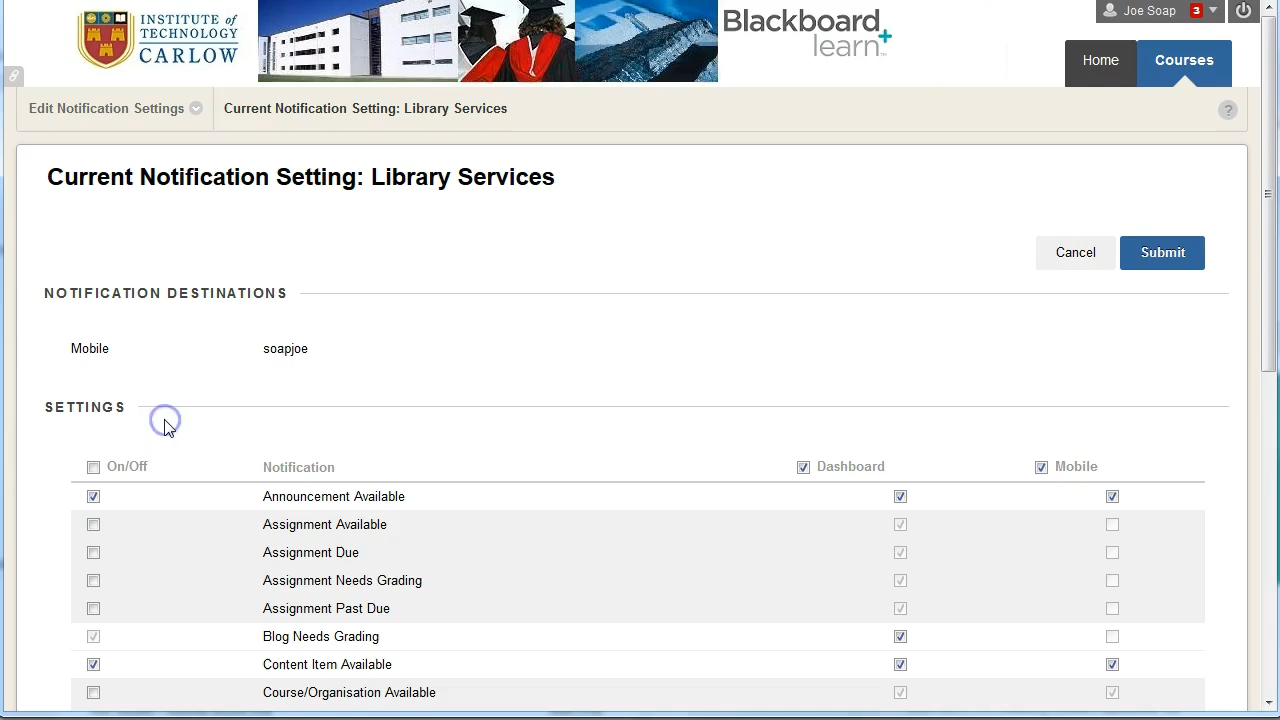 INSTITUTE of
TECHNOLOGY
CARLOW
Blackboard
learn+
Joe Soap 3
Home Courses
Edit Notification Settings Current Notification Setting: Library Services ?
Current Notification Setting: Library Services
Cancel Submit
NOTIFICATION DESTINATIONS
Mobile soapjoe
SETTINGS
On/Off Notification Dashboard Mobile
Announcement Available
Assignment Available
Assignment Due
Assignment Needs Grading
Assignment Past Due
Blog Needs Grading
Content Item Available
Course/Organisation Available